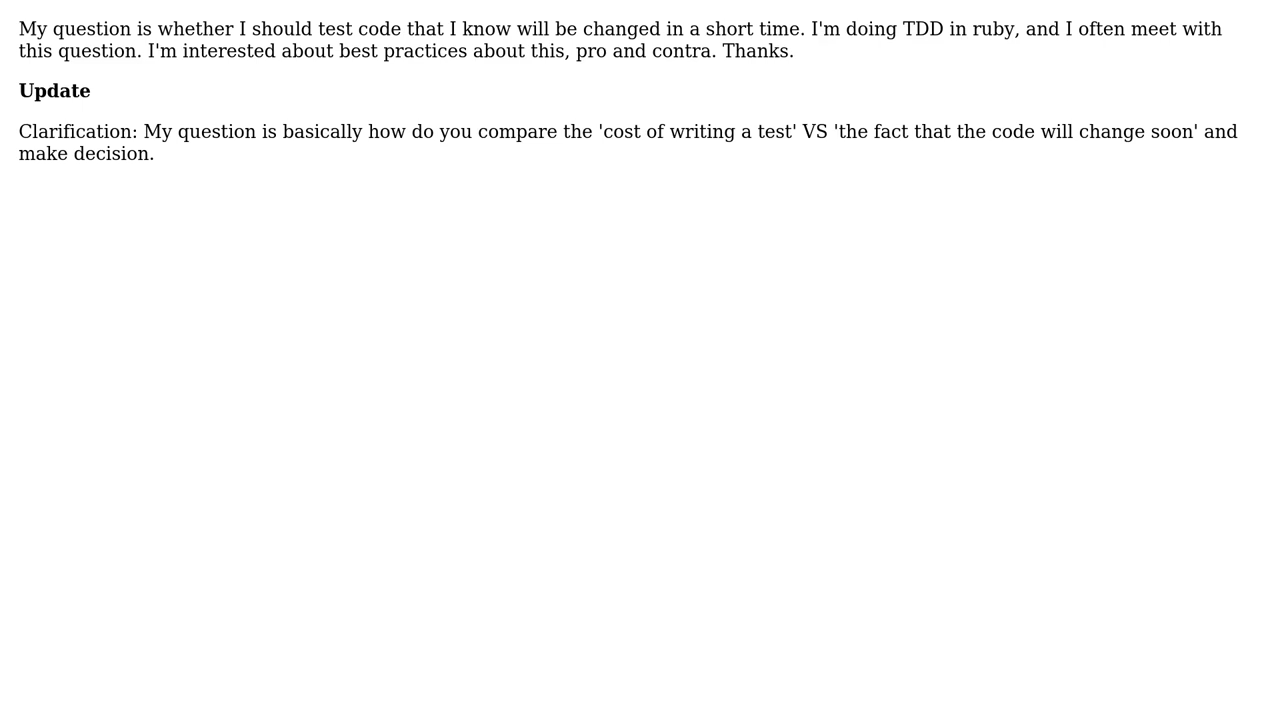 My question is whether I should test code that I know will be changed in a short time. I'm doing TDD in ruby, and I often meet with
this question. I'm interested about best practices about this, pro and contra. Thanks.
Update
Clarification: My question is basically how do you compare the 'cost of writing a test' VS 'the fact that the code will change soon' and
make decision.